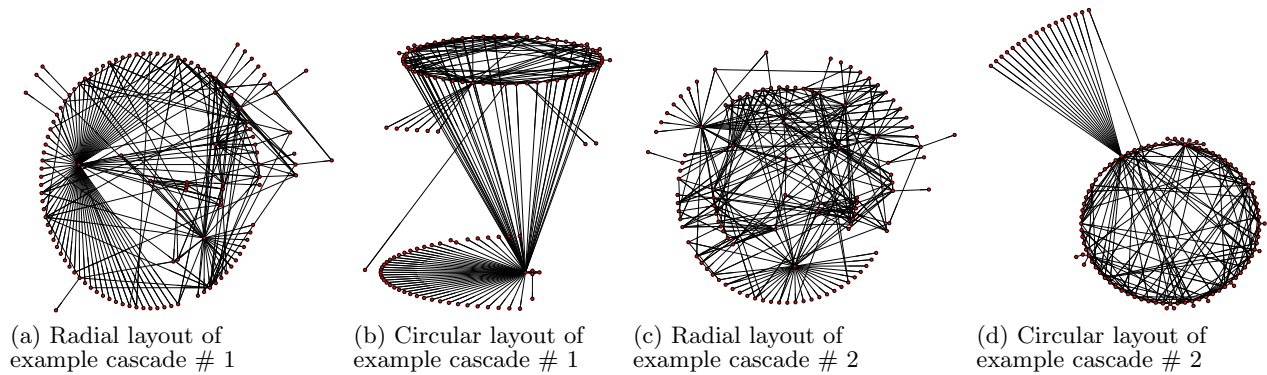 (a) Radial layout of
example cascade # 1
(b) Circular layout of
example cascade # 1
(c) Radial layout of
example cascade # 2
(d) Circular layout of
example cascade # 2